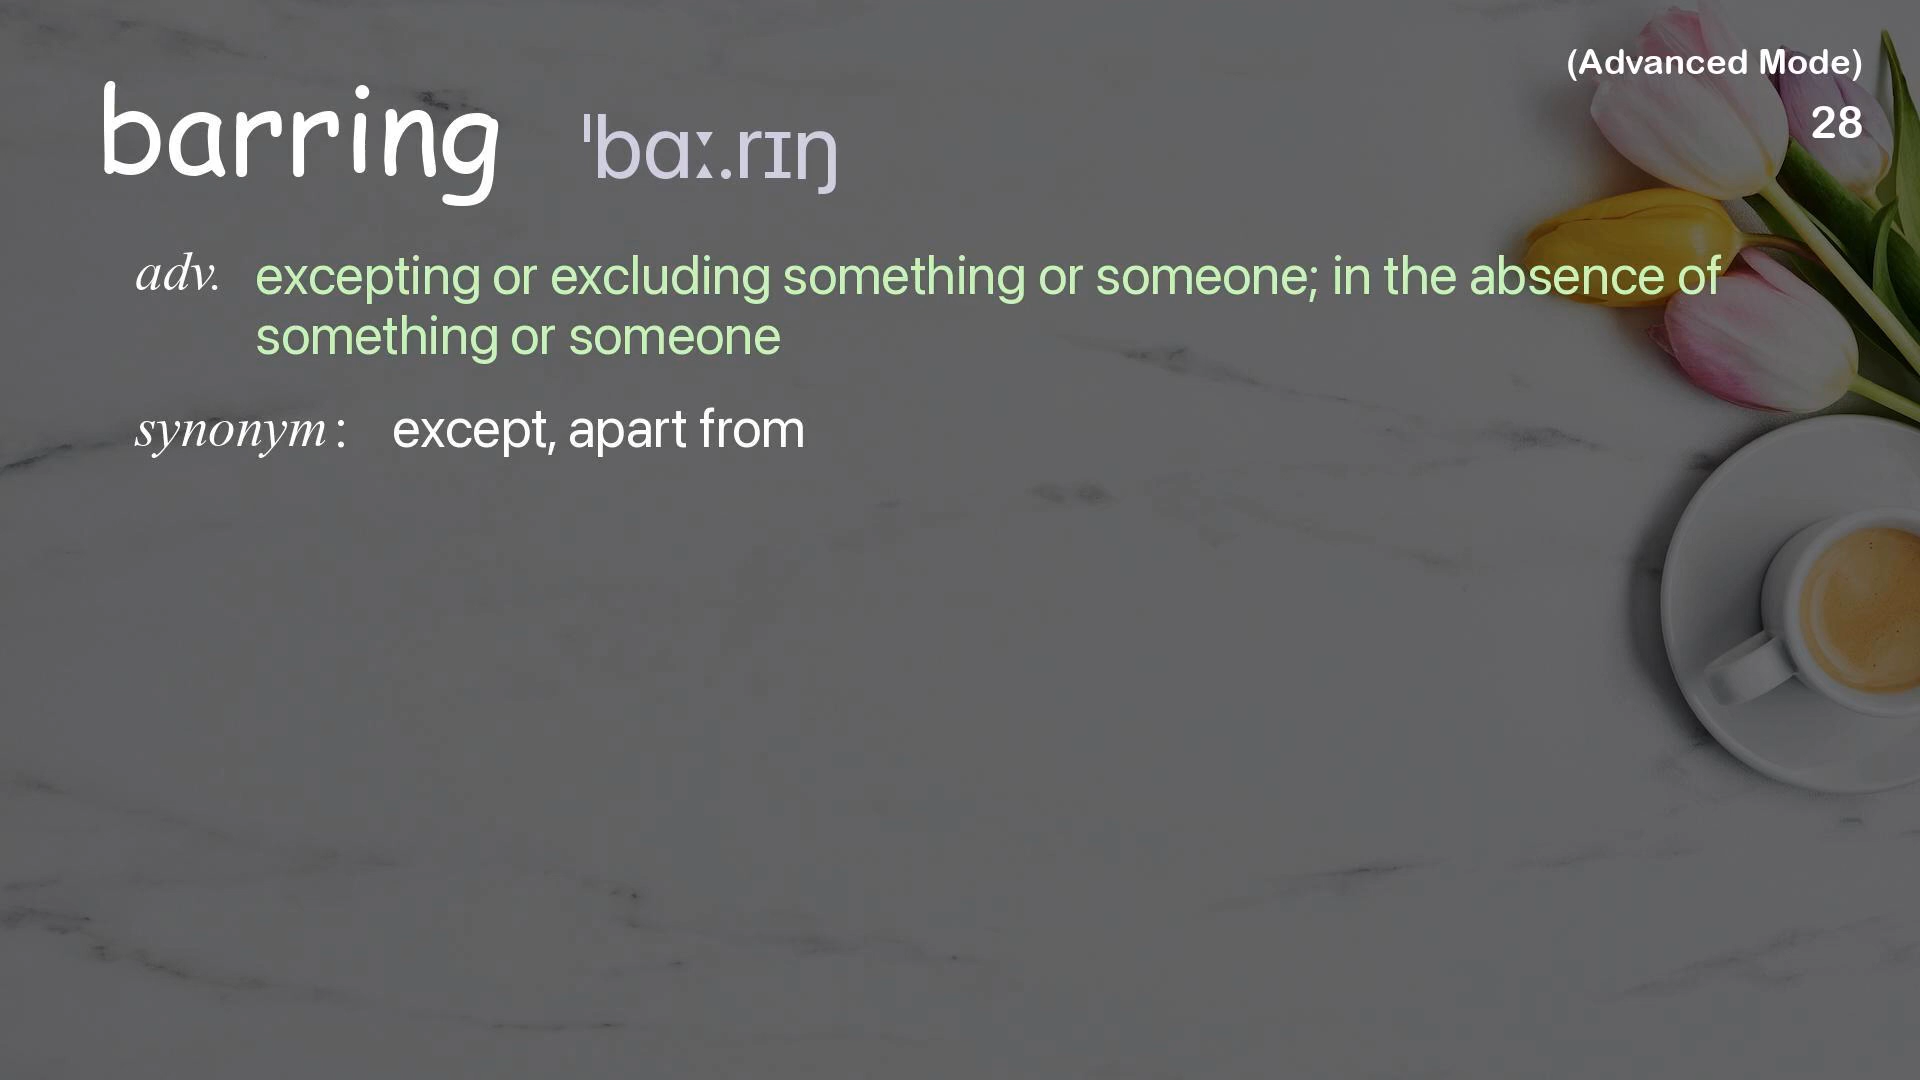 (Advanced Mode)
28
barring ˈbɑː.rɪŋ
adv. excepting or excluding something or someone; in the absence of
something or someone
synonym: except, apart from